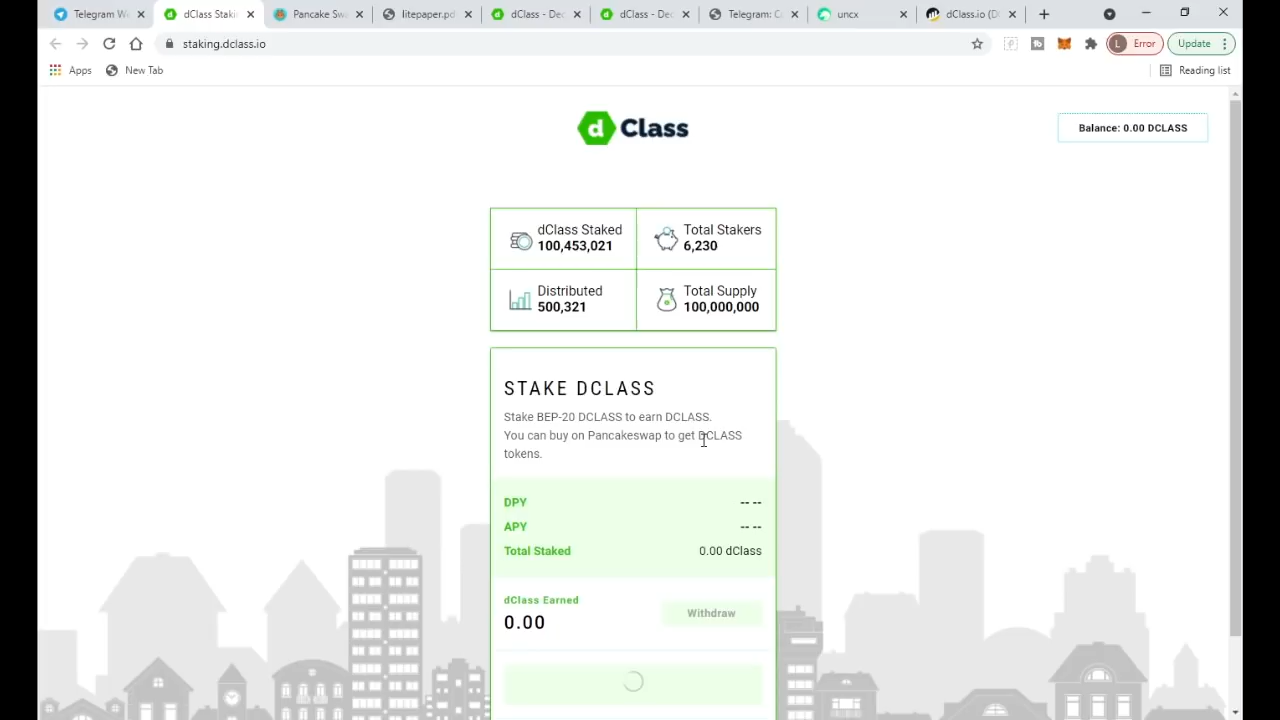 Telegram We
dClass Stakin
Pancake Swa
litepaper.pd
dClass - Dec
dClass - Dec
Telegram: C
uncx
dClass.io (D
staking.dclass.io
L Error
Update
Apps
New Tab
Reading list
d Class
Balance: 0.00 DCLASS
dClass Staked
100,453,021
Total Stakers
6,230
Distributed
500,321
Total Supply
100,000,000
STAKE DCLASS
Stake BEP-20 DCLASS to earn DCLASS.
You can buy on Pancakeswap to get DCLASS
tokens.
DPY -- --
APY -- --
Total Staked 0.00 dClass
dClass Earned
0.00
Withdraw